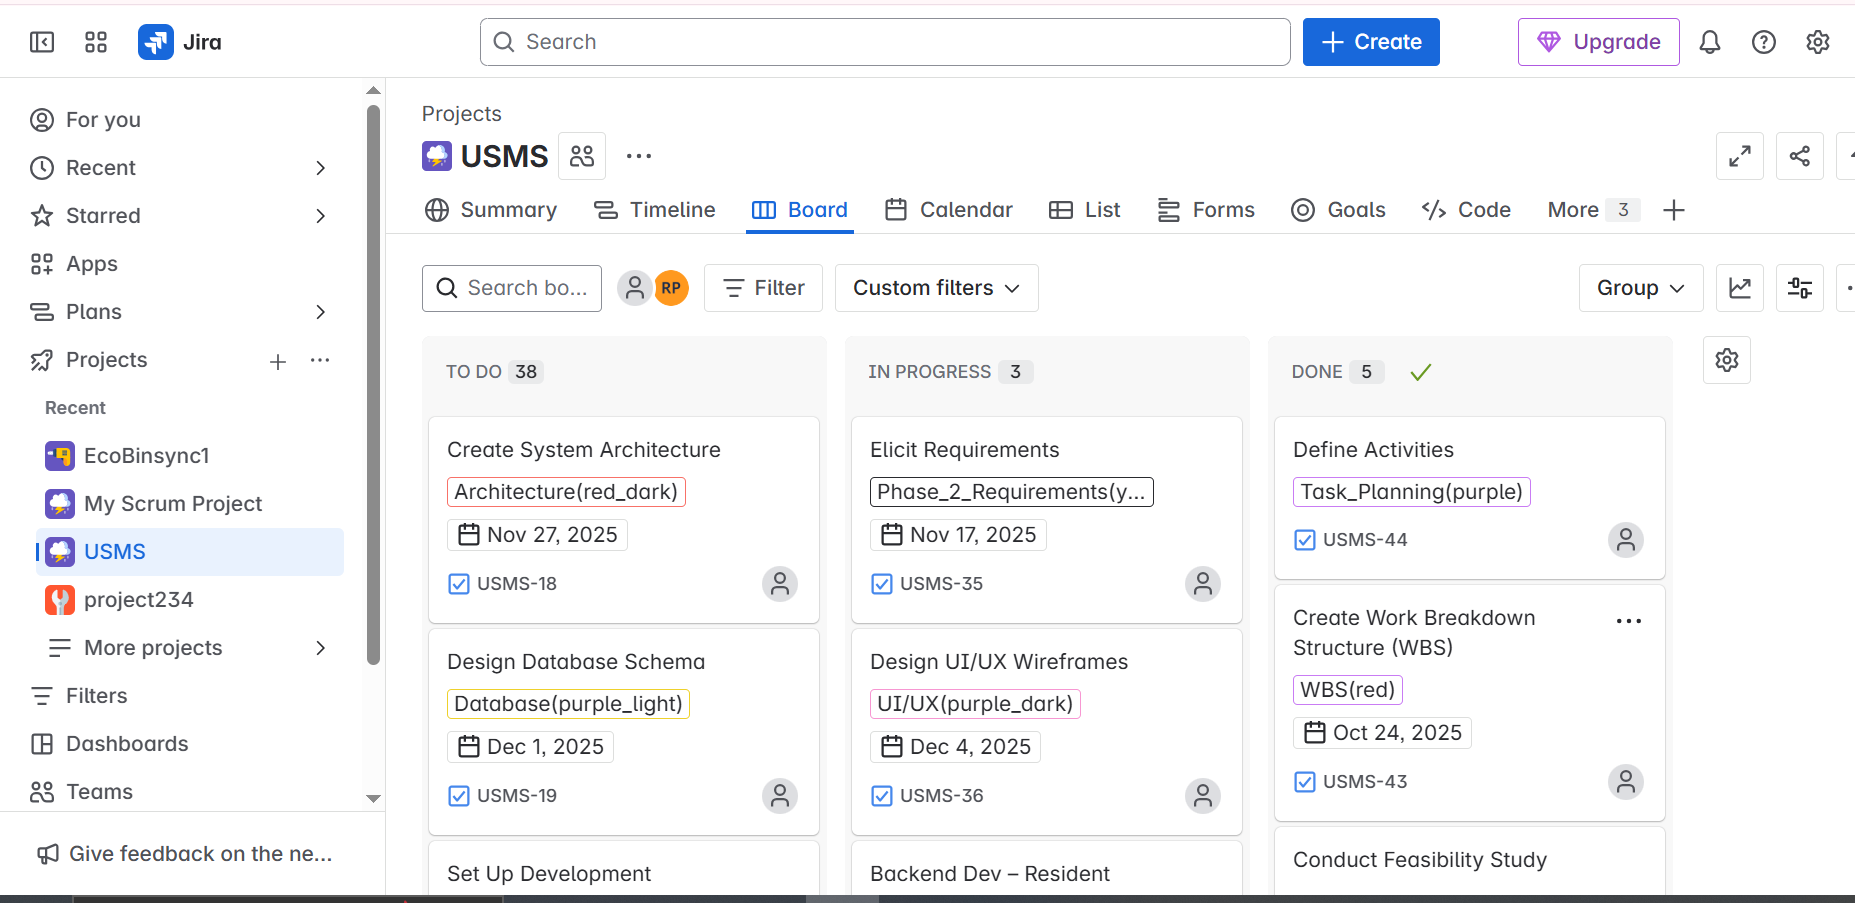 Jira
Search
Create
Upgrade
For you
Recent
Starred
Apps
Plans
Projects
Recent
EcoBinsync1
My Scrum Project
USMS
project234
More projects
Filters
Dashboards
Teams
Give feedback on the ne...
Projects
USMS
Summary
Timeline
Board
Calendar
List
Forms
Goals
Code
More 3
Search bo...
RP
Filter
Custom filters
Group
TO DO 38
Create System Architecture
Architecture(red_dark)
Nov 27, 2025
USMS-18
Design Database Schema
Database(purple_light)
Dec 1, 2025
USMS-19
Set Up Development
IN PROGRESS 3
Elicit Requirements
Phase_2_Requirements(y...
Nov 17, 2025
USMS-35
Design UI/UX Wireframes
UI/UX(purple_dark)
Dec 4, 2025
USMS-36
Backend Dev – Resident
DONE 5
Define Activities
Task_Planning(purple)
USMS-44
Create Work Breakdown
Structure (WBS)
WBS(red)
Oct 24, 2025
USMS-43
Conduct Feasibility Study